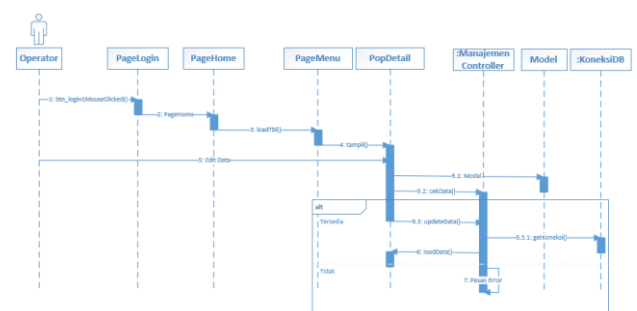 Operator
PageLogin
PageHome
PageMenu
PopDetail
:Manajemen
Controller
Model
:KoneksiDB
1: btn_login1MouseClicked()
2: PageHome
3: loadTbl()
4: tampil()
5: Edit Data
5.1: Model
5.2: cekData()
alt
Tersedia
5.3: updateData()
5.3.1: getKoneksi()
6: loadData()
Tidak
7: Pesan Error